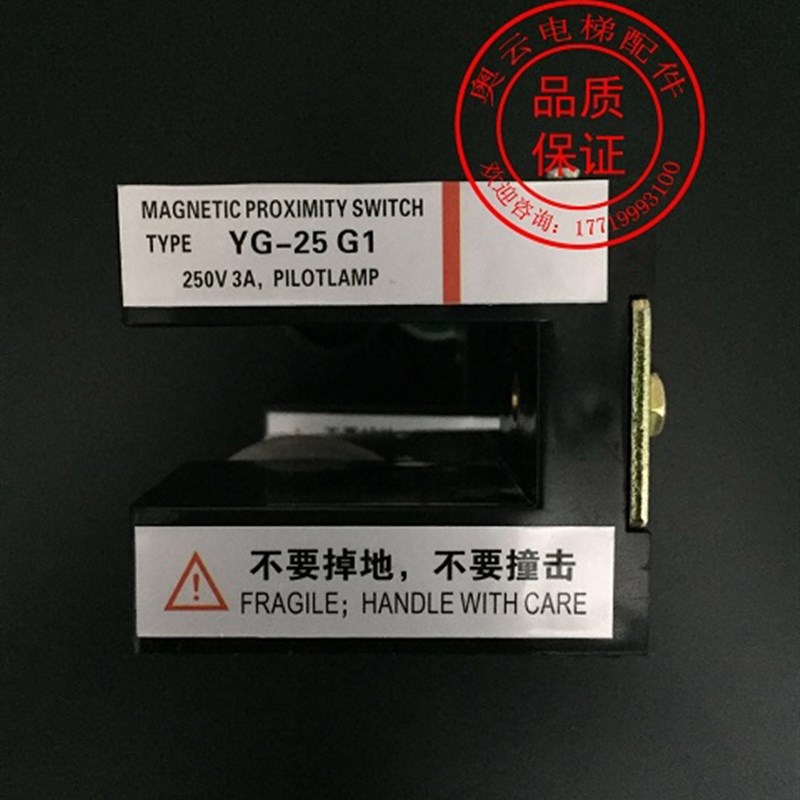 奥云电梯配件
品质
保证
欢迎咨询：17719993100
MAGNETIC PROXIMITY SWITCH
TYPE YG-25 G1
250V 3A, PILOTLAMP
不要掉地，不要撞击
FRAGILE; HANDLE WITH CARE